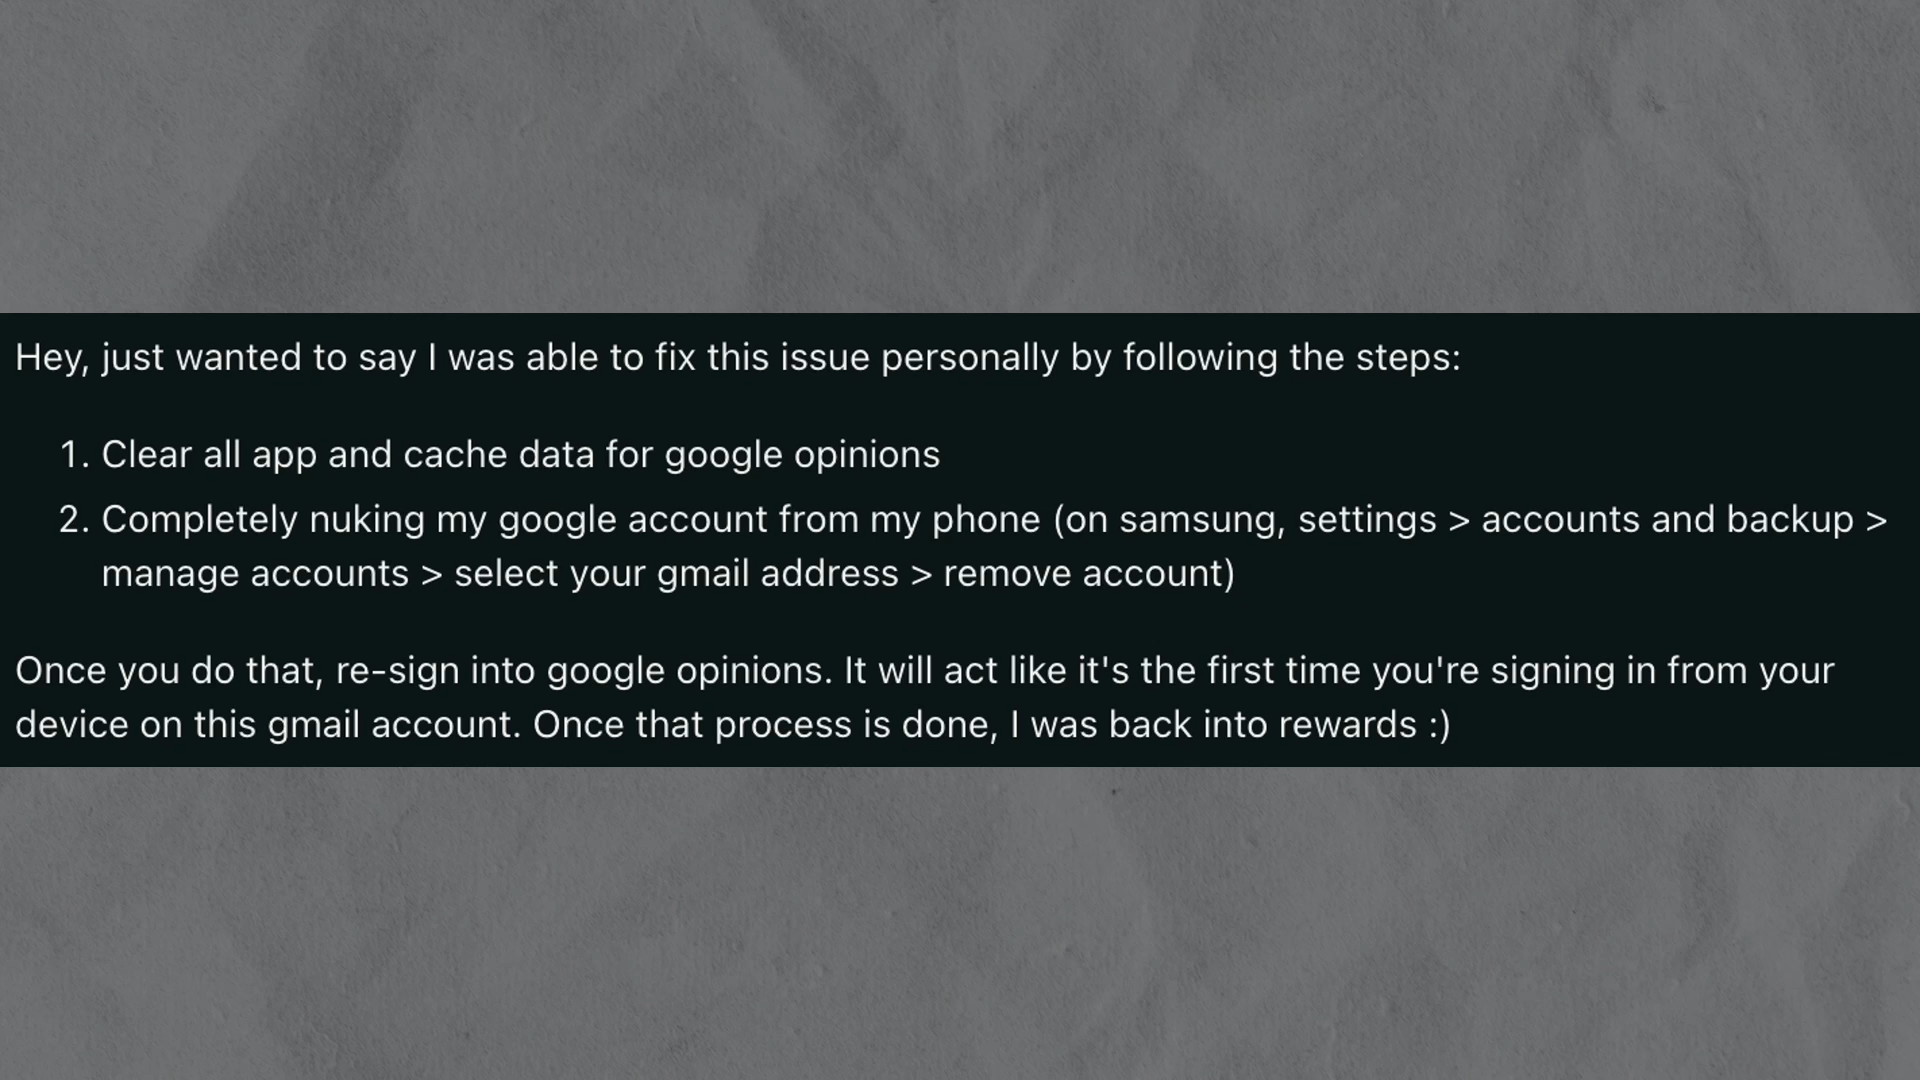 Hey, just wanted to say I was able to fix this issue personally by following the steps:
1. Clear all app and cache data for google opinions
2. Completely nuking my google account from my phone (on samsung, settings > accounts and backup >
manage accounts > select your gmail address > remove account)
Once you do that, re-sign into google opinions. It will act like it's the first time you're signing in from your
device on this gmail account. Once that process is done, I was back into rewards :)